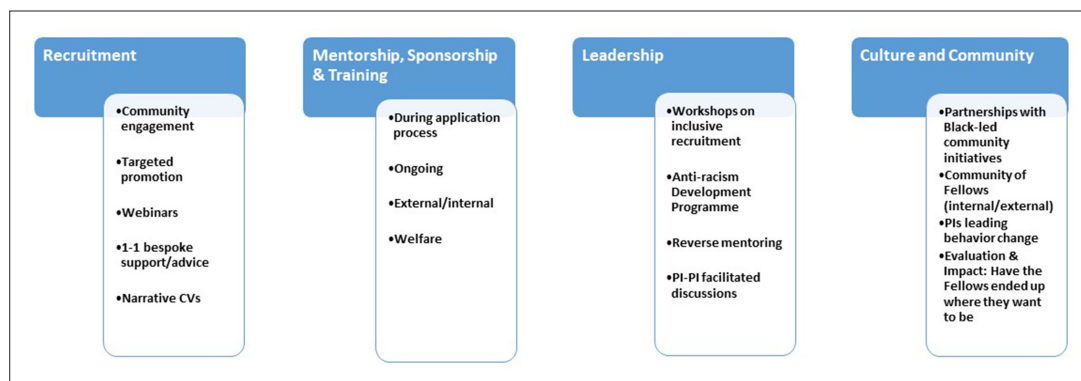 Recruitment
•Community
engagement
•Targeted
promotion
•Webinars
•1-1 bespoke
support/advice
•Narrative CVs
Mentorship, Sponsorship
& Training
•During application
process
•Ongoing
•External/internal
•Welfare
Leadership
•Workshops on
inclusive
recruitment
•Anti-racism
Development
Programme
•Reverse mentoring
•PI-PI facilitated
discussions
Culture and Community
•Partnerships with
Black-led
community
initiatives
•Community of
Fellows
(internal/external)
•PIs leading
behavior change
•Evaluation &
Impact: Have the
Fellows ended up
where they want
to be